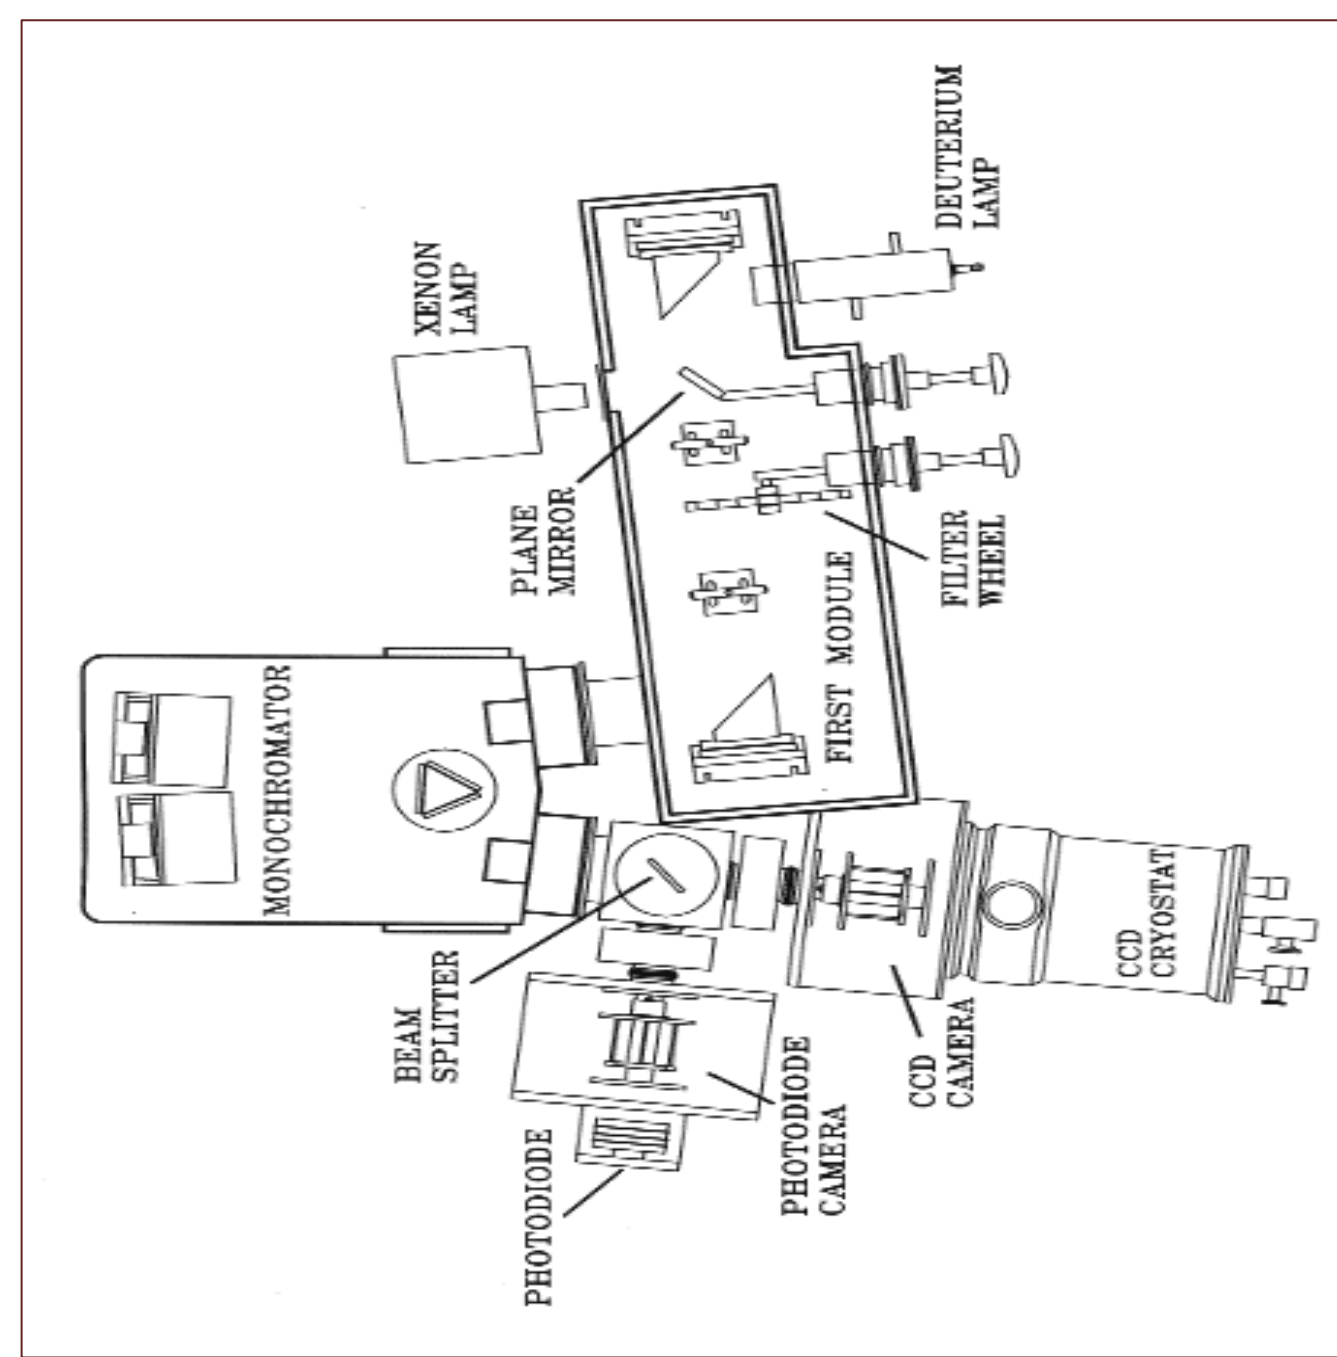 DEUTERIUM
LAMP
XENON
LAMP
PLANE
MIRROR
FILTER
WHEEL
FIRST MODULE
MONOCHROMATOR
BEAM
SPLITTER
CCD
CRYOSTAT
CCD
CAMERA
PHOTODIODE
CAMERA
PHOTODIODE